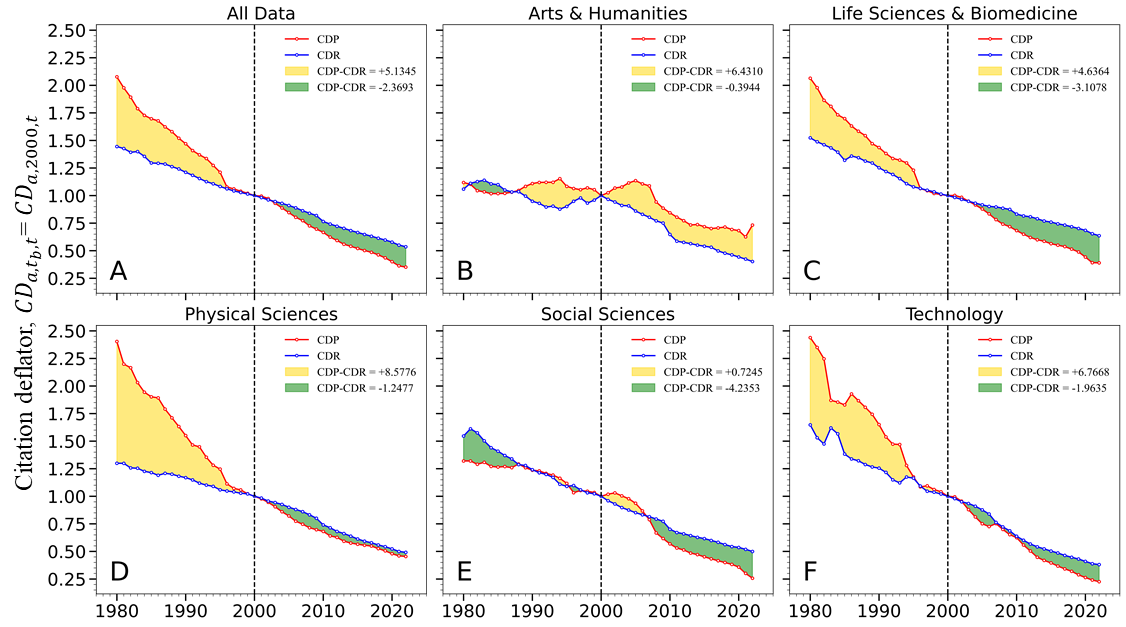 All Data
Arts & Humanities
Life Sciences & Biomedicine
Citation deflator, CD_{a,t_b,t} = CD_{a,2000,t}
2.50
2.25
2.00
1.75
1.50
1.25
1.00
0.75
0.50
0.25
CDP
CDR
CDP-CDR = +5.1345
CDP-CDR = -2.3693
A
CDP
CDR
CDP-CDR = +6.4310
CDP-CDR = -0.3944
B
CDP
CDR
CDP-CDR = +4.6364
CDP-CDR = -3.1078
C
Physical Sciences
Social Sciences
Technology
2.50
2.25
2.00
1.75
1.50
1.25
1.00
0.75
0.50
0.25
CDP
CDR
CDP-CDR = +8.5776
CDP-CDR = -1.2477
D
CDP
CDR
CDP-CDR = +0.7245
CDP-CDR = -4.2353
E
CDP
CDR
CDP-CDR = +6.7668
CDP-CDR = -1.9635
F
1980 1990 2000 2010 2020
1980 1990 2000 2010 2020
1980 1990 2000 2010 2020